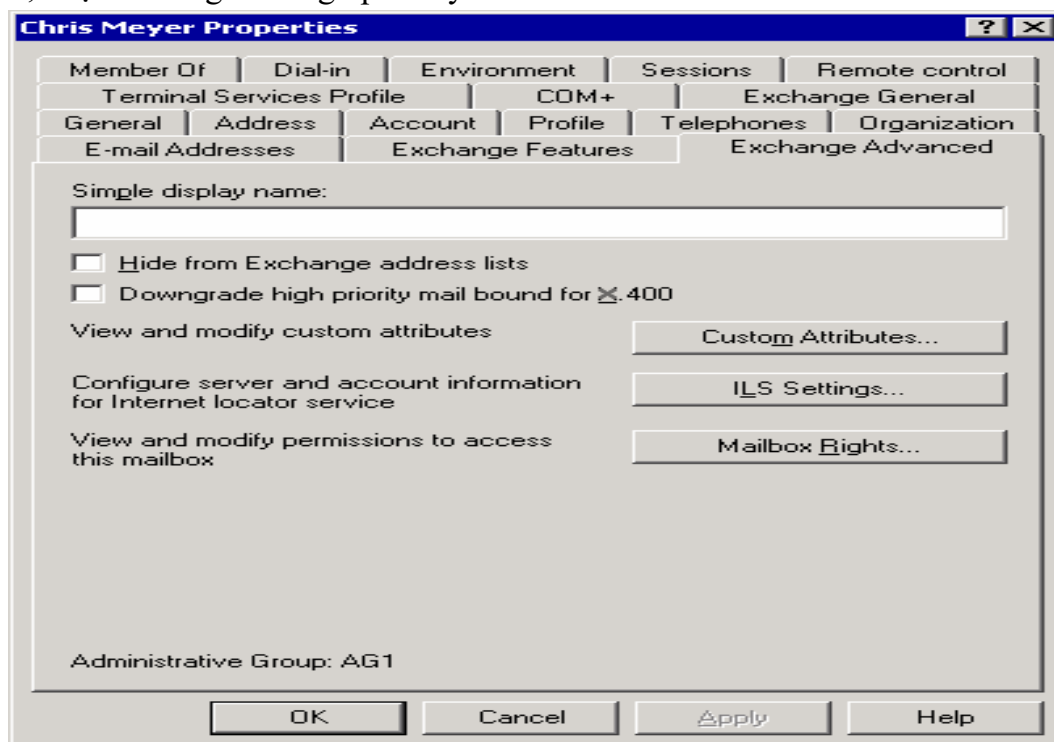 Chris Meyer Properties
Member Of Dial-in Environment Sessions Remote control
Terminal Services Profile COM+ Exchange General
General Address Account Profile Telephones Organization
E-mail Addresses Exchange Features Exchange Advanced
Simple display name:
Hide from Exchange address lists
Downgrade high priority mail bound for X.400
View and modify custom attributes
Custom Attributes...
Configure server and account information
for Internet locator service
ILS Settings...
View and modify permissions to access
this mailbox
Mailbox Rights...
Administrative Group: AG1
OK Cancel Apply Help